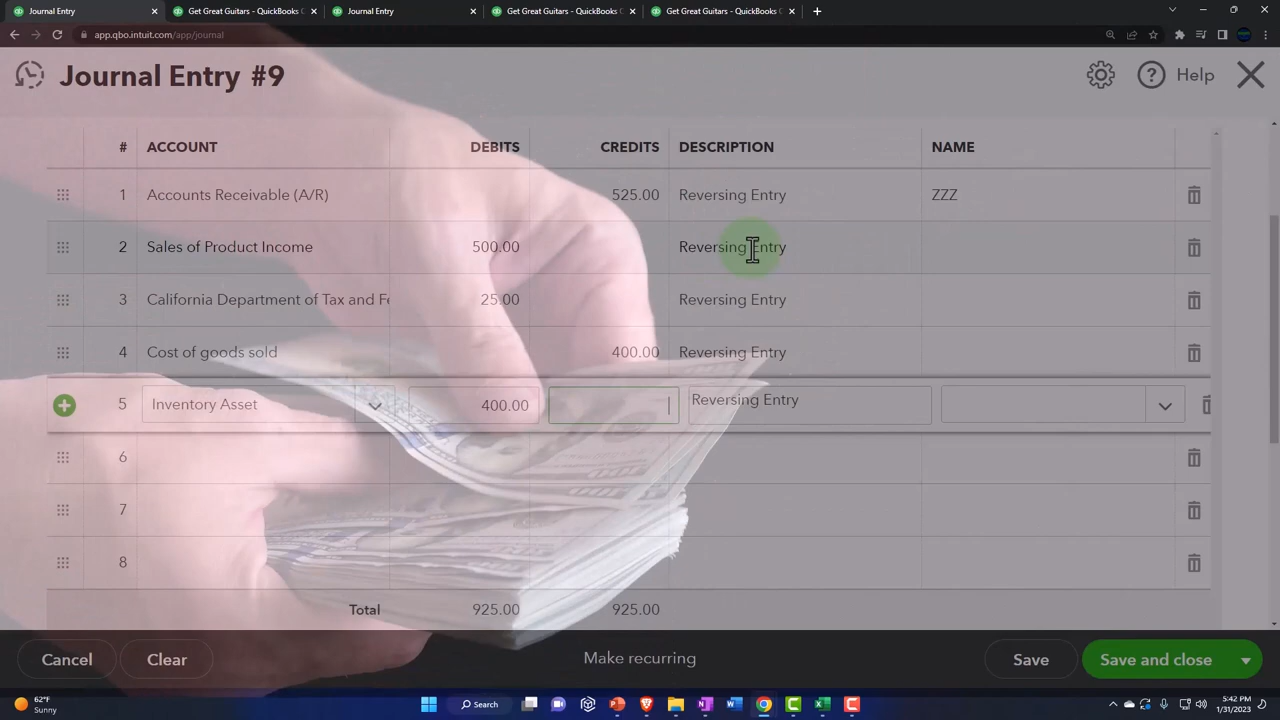 Journal Entry
Get Great Guitars - QuickBooks O
Journal Entry
Get Great Guitars - QuickBooks O
Get Great Guitars - QuickBooks O
app.qbo.intuit.com/app/journal
Journal Entry #9
Help
# ACCOUNT DEBITS CREDITS DESCRIPTION NAME
1 Accounts Receivable (A/R) 525.00 Reversing Entry ZZZ
2 Sales of Product Income 500.00 Reversing Entry
3 California Department of Tax and Fe 25.00 Reversing Entry
4 Cost of goods sold 400.00 Reversing Entry
5 Inventory Asset 400.00 Reversing Entry
6
7
8
Total 925.00 925.00
Cancel Clear Make recurring Save Save and close
62°F
Sunny
Search
5:42 PM
1/31/2023